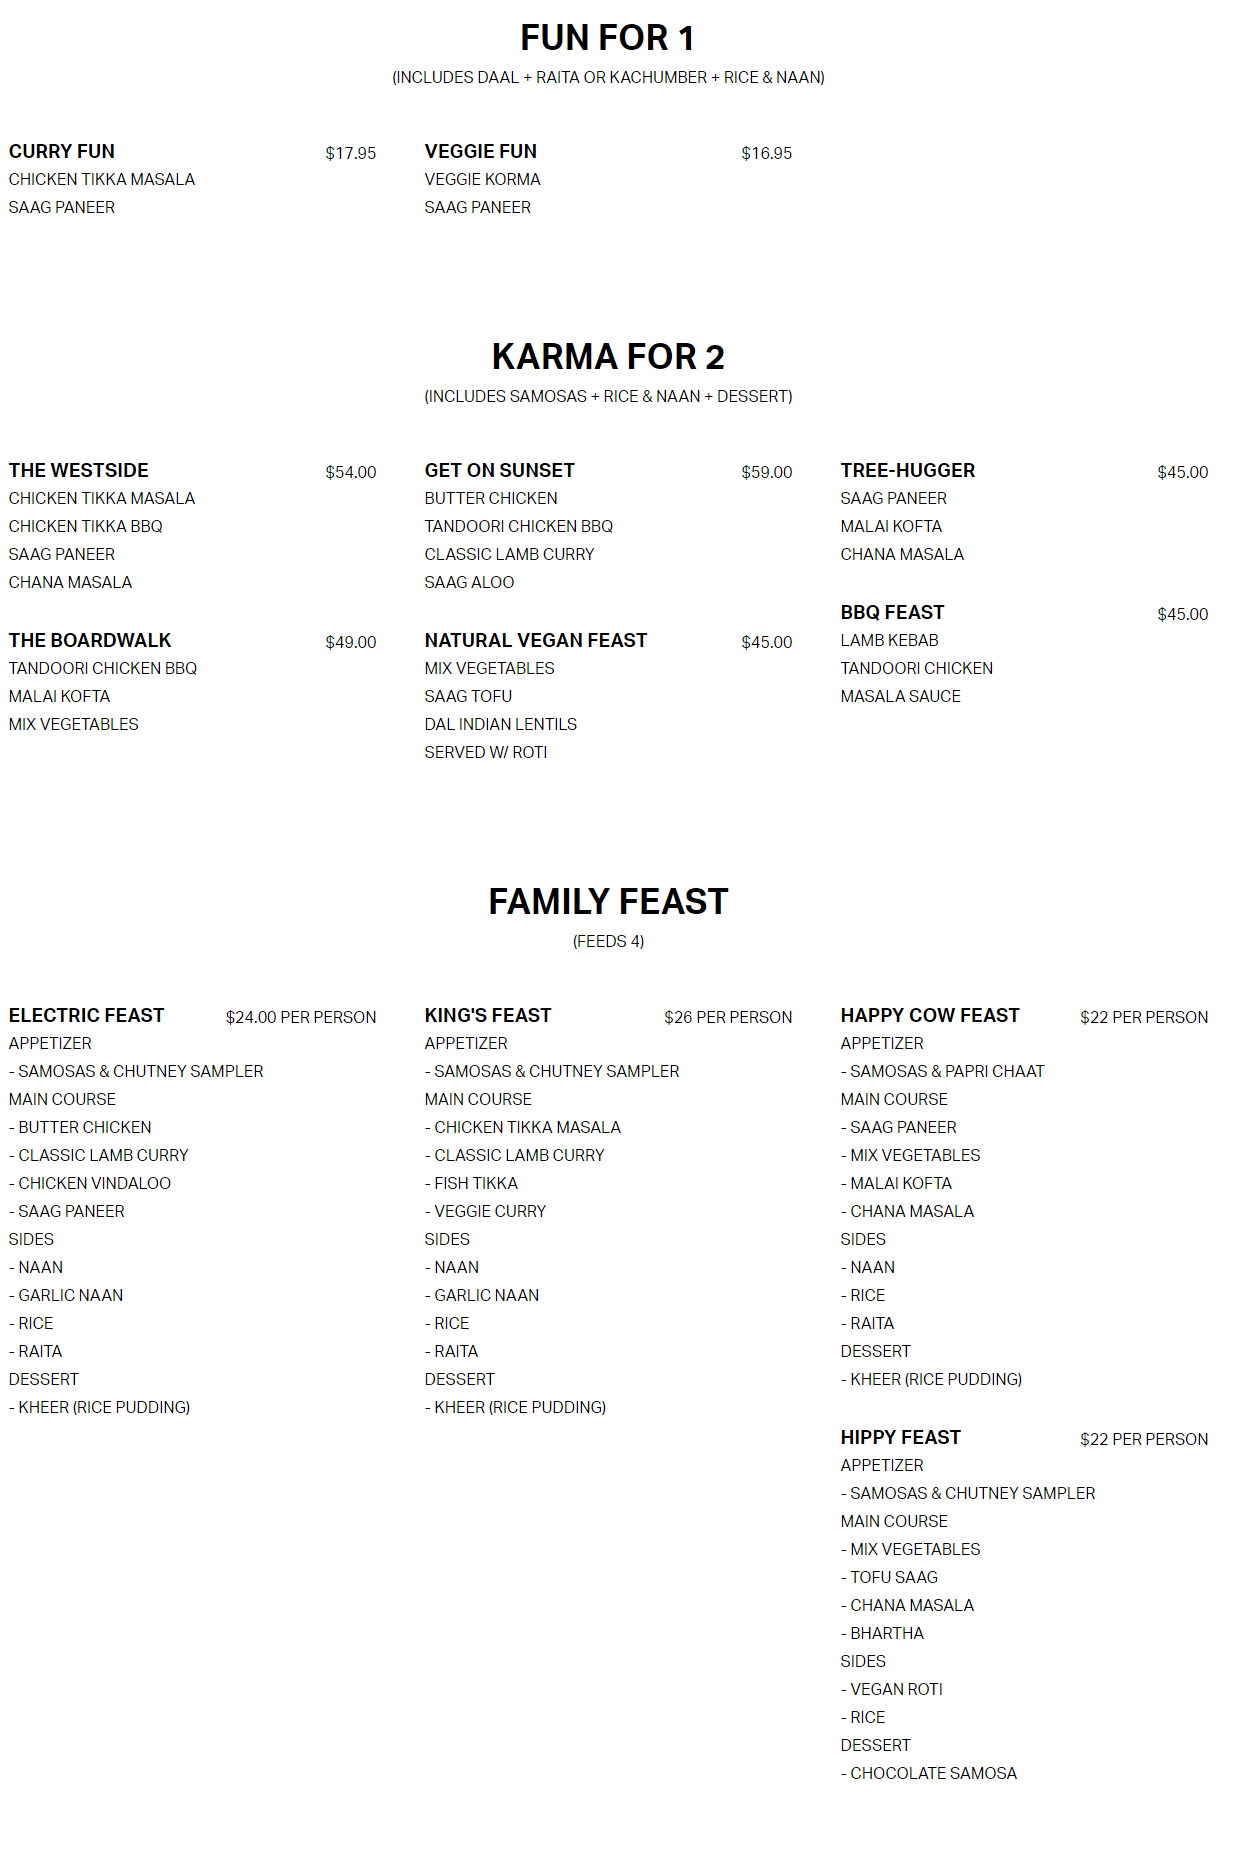 FUN FOR 1
(INCLUDES DAAL + RAITA OR KACHUMBER + RICE & NAAN)
CURRY FUN $17.95
CHICKEN TIKKA MASALA
SAAG PANEER
VEGGIE FUN $16.95
VEGGIE KORMA
SAAG PANEER
KARMA FOR 2
(INCLUDES SAMOSAS + RICE & NAAN + DESSERT)
THE WESTSIDE $54.00
CHICKEN TIKKA MASALA
CHICKEN TIKKA BBQ
SAAG PANEER
CHANA MASALA
THE BOARDWALK $49.00
TANDOORI CHICKEN BBQ
MALAI KOFTA
MIX VEGETABLES
GET ON SUNSET $59.00
BUTTER CHICKEN
TANDOORI CHICKEN BBQ
CLASSIC LAMB CURRY
SAAG ALOO
NATURAL VEGAN FEAST $45.00
MIX VEGETABLES
SAAG TOFU
DAL INDIAN LENTILS
SERVED W/ ROTI
TREE-HUGGER $45.00
SAAG PANEER
MALAI KOFTA
CHANA MASALA
BBQ FEAST $45.00
LAMB KEBAB
TANDOORI CHICKEN
MASALA SAUCE
FAMILY FEAST
(FEEDS 4)
ELECTRIC FEAST $24.00 PER PERSON
APPETIZER
- SAMOSAS & CHUTNEY SAMPLER
MAIN COURSE
- BUTTER CHICKEN
- CLASSIC LAMB CURRY
- CHICKEN VINDALOO
- SAAG PANEER
SIDES
- NAAN
- GARLIC NAAN
- RICE
- RAITA
DESSERT
- KHEER (RICE PUDDING)
KING'S FEAST $26 PER PERSON
APPETIZER
- SAMOSAS & CHUTNEY SAMPLER
MAIN COURSE
- CHICKEN TIKKA MASALA
- CLASSIC LAMB CURRY
- FISH TIKKA
- VEGGIE CURRY
SIDES
- NAAN
- GARLIC NAAN
- RICE
- RAITA
DESSERT
- KHEER (RICE PUDDING)
HAPPY COW FEAST $22 PER PERSON
APPETIZER
- SAMOSAS & PAPRI CHAAT
MAIN COURSE
- SAAG PANEER
- MIX VEGETABLES
- MALAI KOFTA
- CHANA MASALA
SIDES
- NAAN
- RICE
- RAITA
DESSERT
- KHEER (RICE PUDDING)
HIPPY FEAST $22 PER PERSON
APPETIZER
- SAMOSAS & CHUTNEY SAMPLER
MAIN COURSE
- MIX VEGETABLES
- TOFU SAAG
- CHANA MASALA
- BHARTHA
SIDES
- VEGAN ROTI
- RICE
DESSERT
- CHOCOLATE SAMOSA